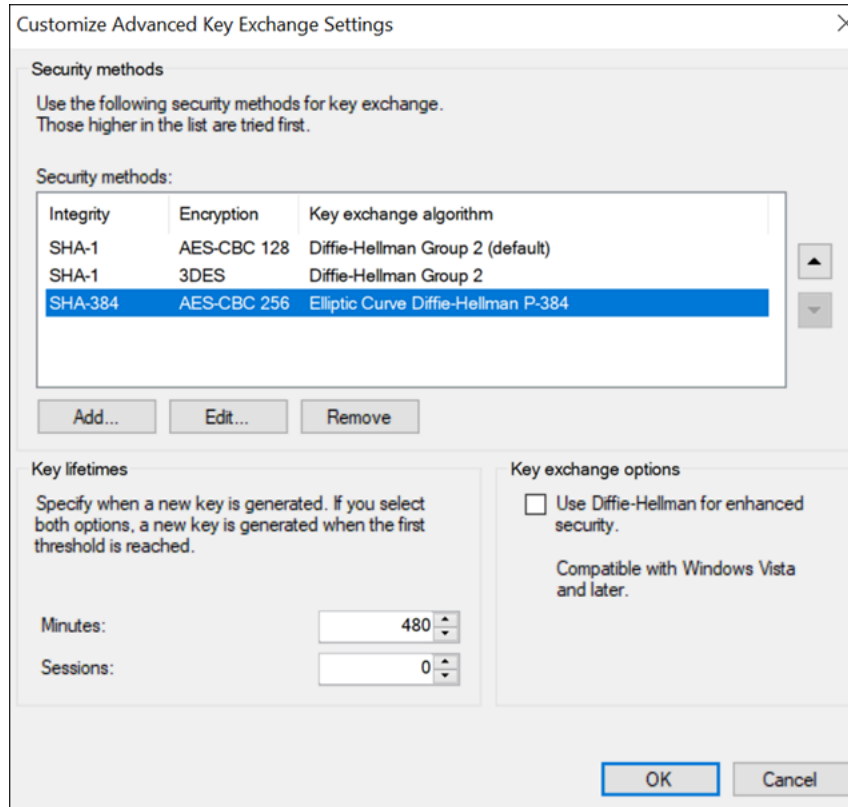 Customize Advanced Key Exchange Settings
Security methods
Use the following security methods for key exchange.
Those higher in the list are tried first.
Security methods:
Integrity Encryption Key exchange algorithm
SHA-1 AES-CBC 128 Diffie-Hellman Group 2 (default)
SHA-1 3DES Diffie-Hellman Group 2
SHA-384 AES-CBC 256 Elliptic Curve Diffie-Hellman P-384
Add... Edit... Remove
Key lifetimes
Specify when a new key is generated. If you select
both options, a new key is generated when the first
threshold is reached.
Minutes: 480
Sessions: 0
Key exchange options
Use Diffie-Hellman for enhanced
security.
Compatible with Windows Vista
and later.
OK Cancel